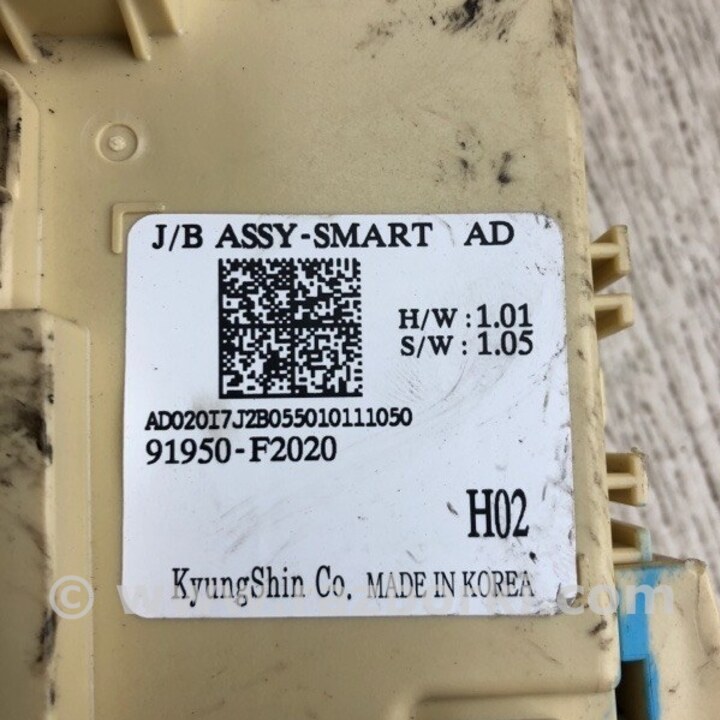 J/B ASSY-SMART AD
H/W : 1.01
S/W : 1.05
AD020I7J2B055010111050
91950-F2020
H02
KyungShin Co. MADE IN KOREA
©